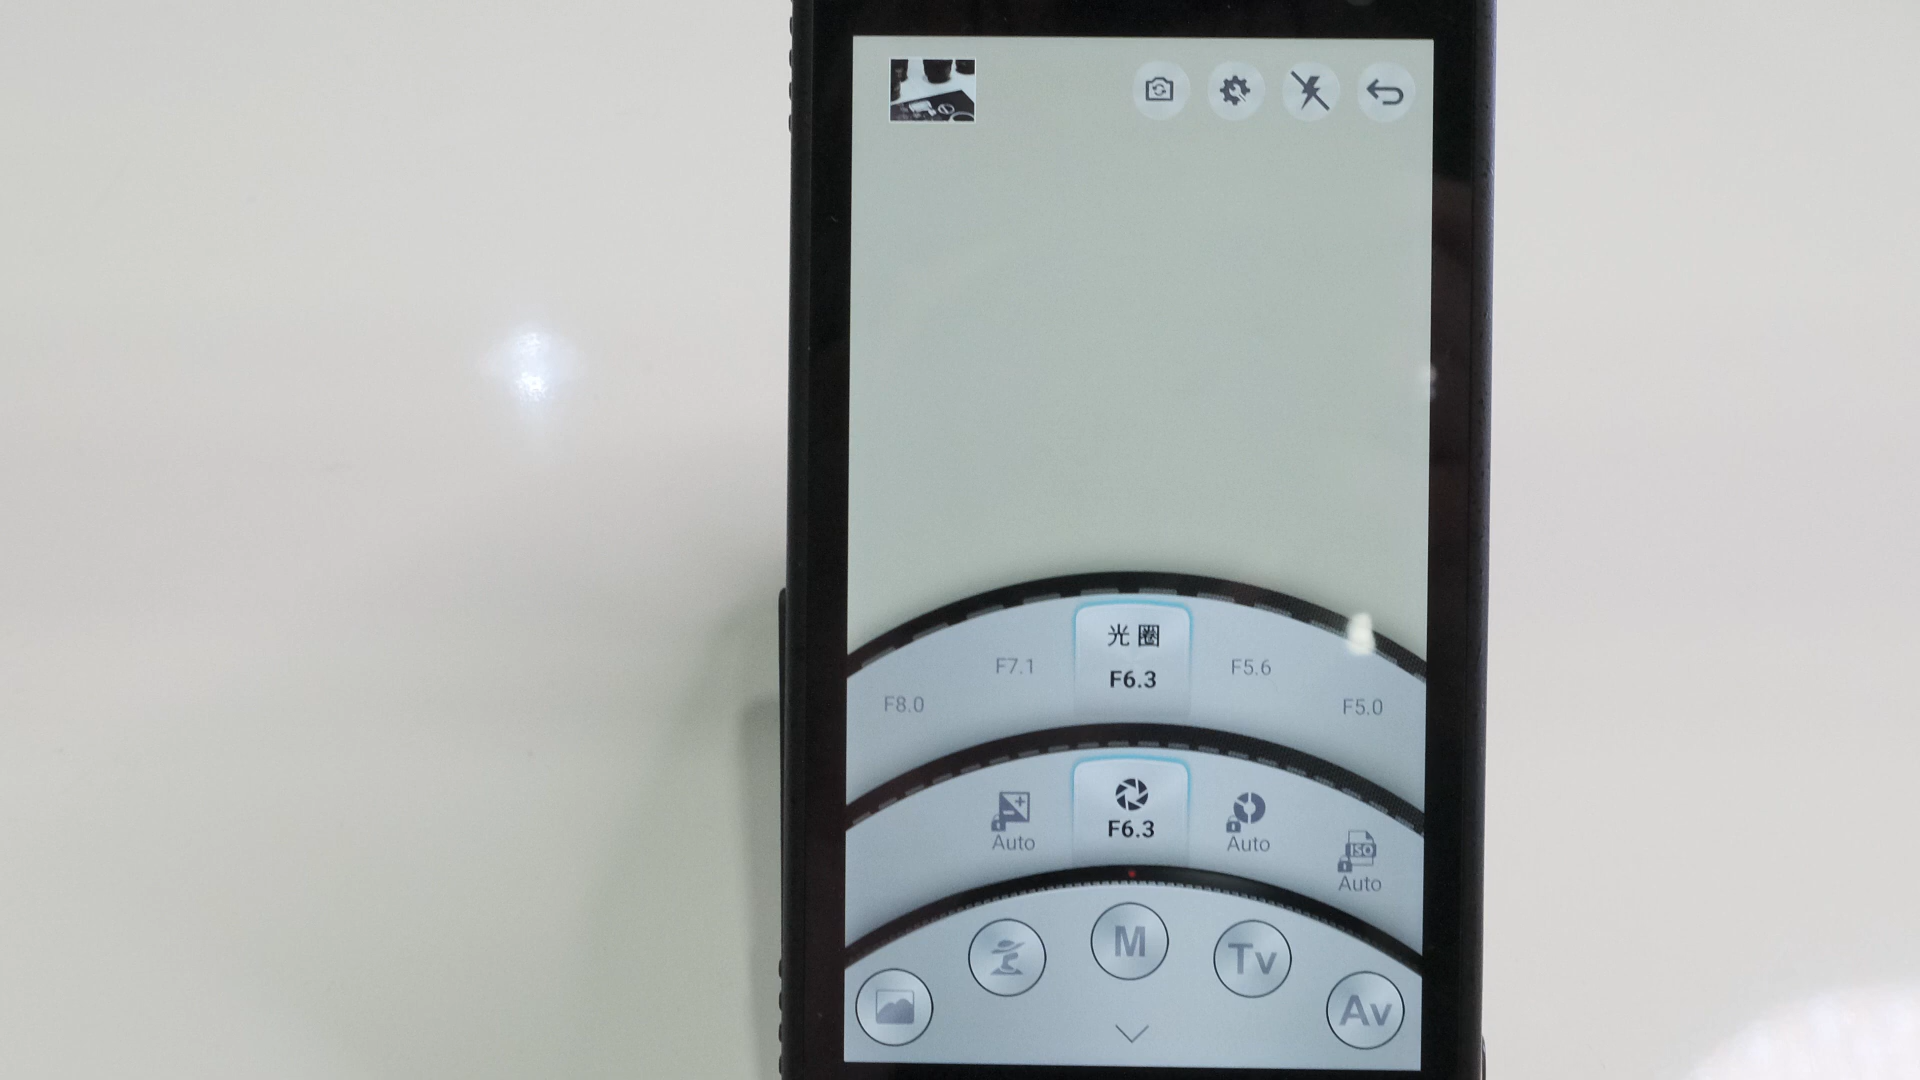 光圈
F8.0 F7.1 F6.3 F5.6 F5.0
Auto F6.3 Auto ISO Auto
M Tv Av